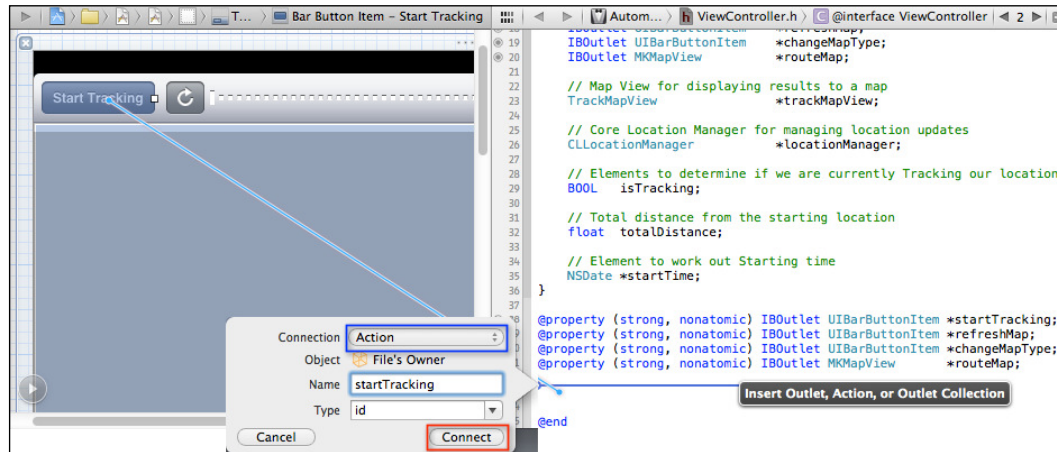 T... Bar Button Item – Start Tracking
Autom... h ViewController.h C @interface ViewController 2
Start Tracking
19 IBOutlet UIBarButtonItem *changeMapType;
20 IBOutlet MKMapView *routeMap;
21
22 // Map View for displaying results to a map
23 TrackMapView *trackMapView;
24
25 // Core Location Manager for managing location updates
26 CLLocationManager *locationManager;
27
28 // Elements to determine if we are currently Tracking our location
29 BOOL isTracking;
30
31 // Total distance from the starting location
32 float totalDistance;
33
34 // Element to work out Starting time
35 NSDate *startTime;
36 }
37
@property (strong, nonatomic) IBOutlet UIBarButtonItem *startTracking;
@property (strong, nonatomic) IBOutlet UIBarButtonItem *refreshMap;
@property (strong, nonatomic) IBOutlet UIBarButtonItem *changeMapType;
@property (strong, nonatomic) IBOutlet MKMapView *routeMap;
Insert Outlet, Action, or Outlet Collection
@end
Connection Action
Object File's Owner
Name startTracking
Type id
Cancel Connect